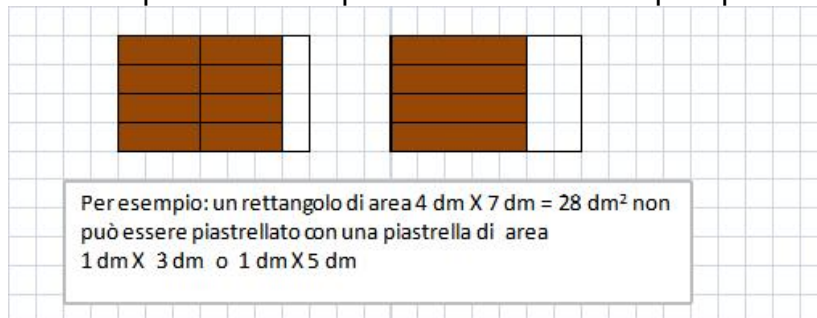 Per esempio: un rettangolo di area 4 dm X 7 dm = 28 dm² non
può essere piastrellato con una piastrella di area
1 dm X 3 dm o 1 dm X 5 dm